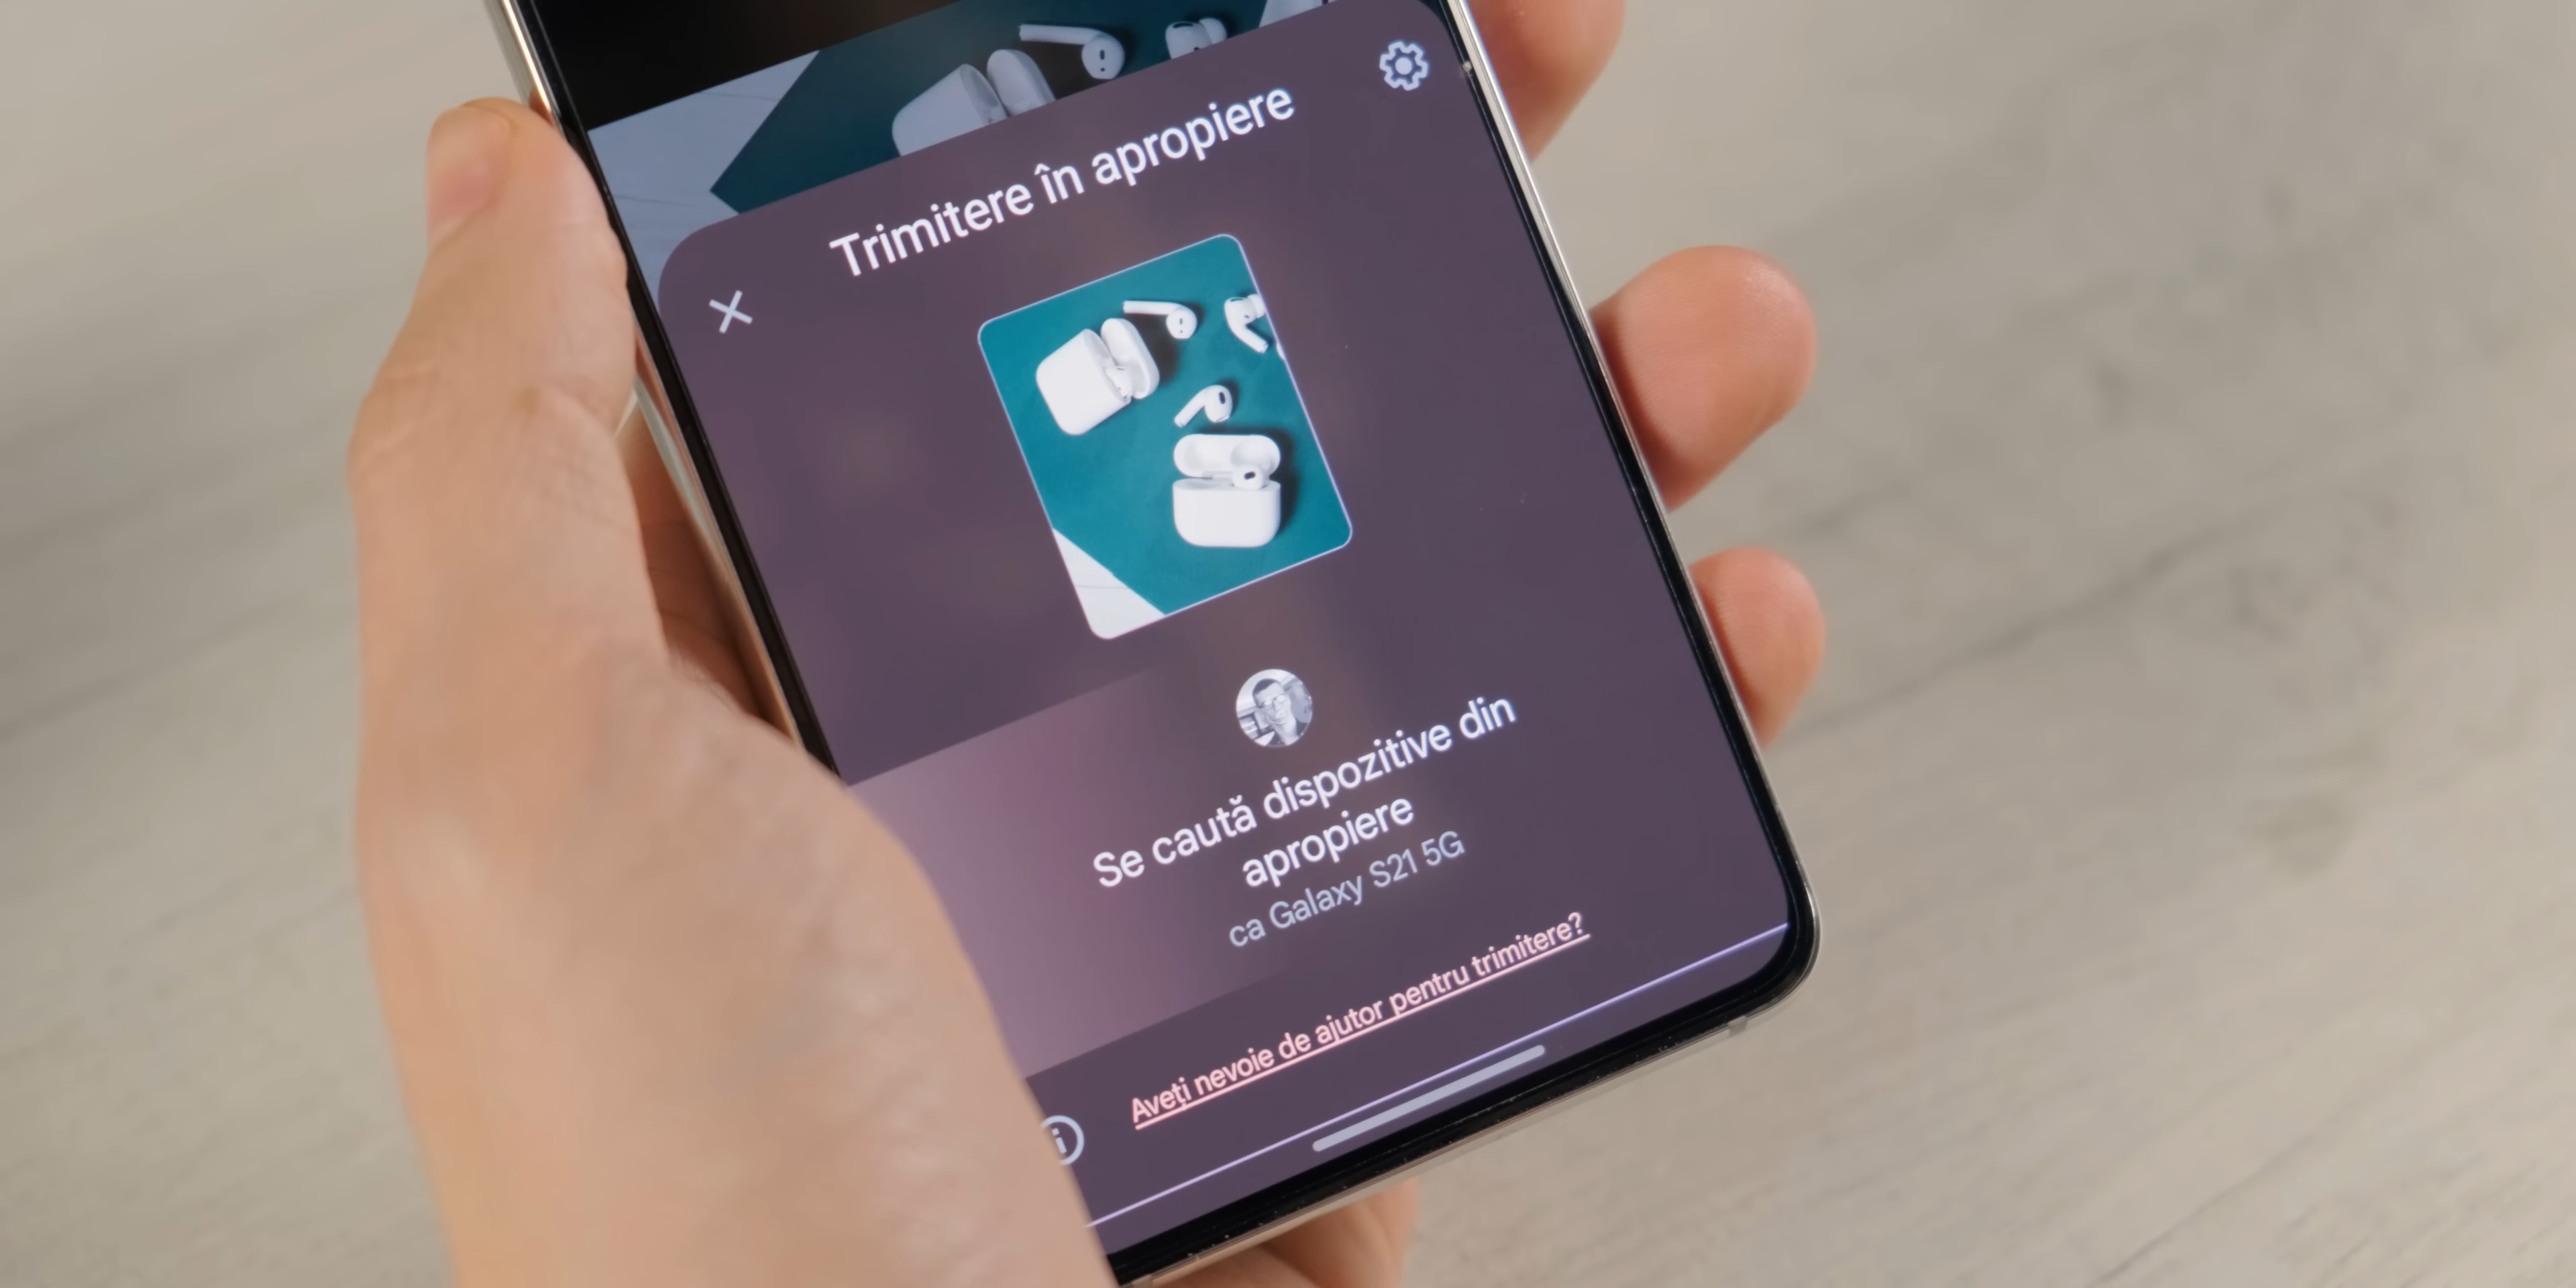 Trimitere în apropiere
Se caută dispozitive din
apropiere
ca Galaxy S21 5G
Aveți nevoie de ajutor pentru trimitere?